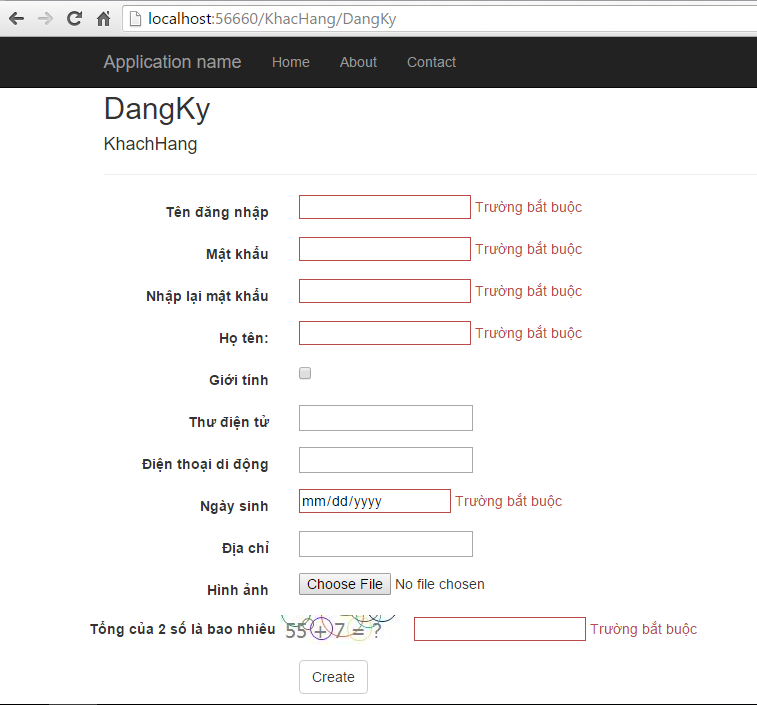 localhost:56660/KhacHang/DangKy
Application name Home About Contact
DangKy
KhachHang
Tên đăng nhập Trường bắt buộc
Mật khẩu Trường bắt buộc
Nhập lại mật khẩu Trường bắt buộc
Họ tên: Trường bắt buộc
Giới tính
Thư điện tử
Điện thoại di động
Ngày sinh mm/dd/yyyy Trường bắt buộc
Địa chỉ
Hình ảnh Choose File No file chosen
Tổng của 2 số là bao nhiêu 55 + 7 = ? Trường bắt buộc
Create